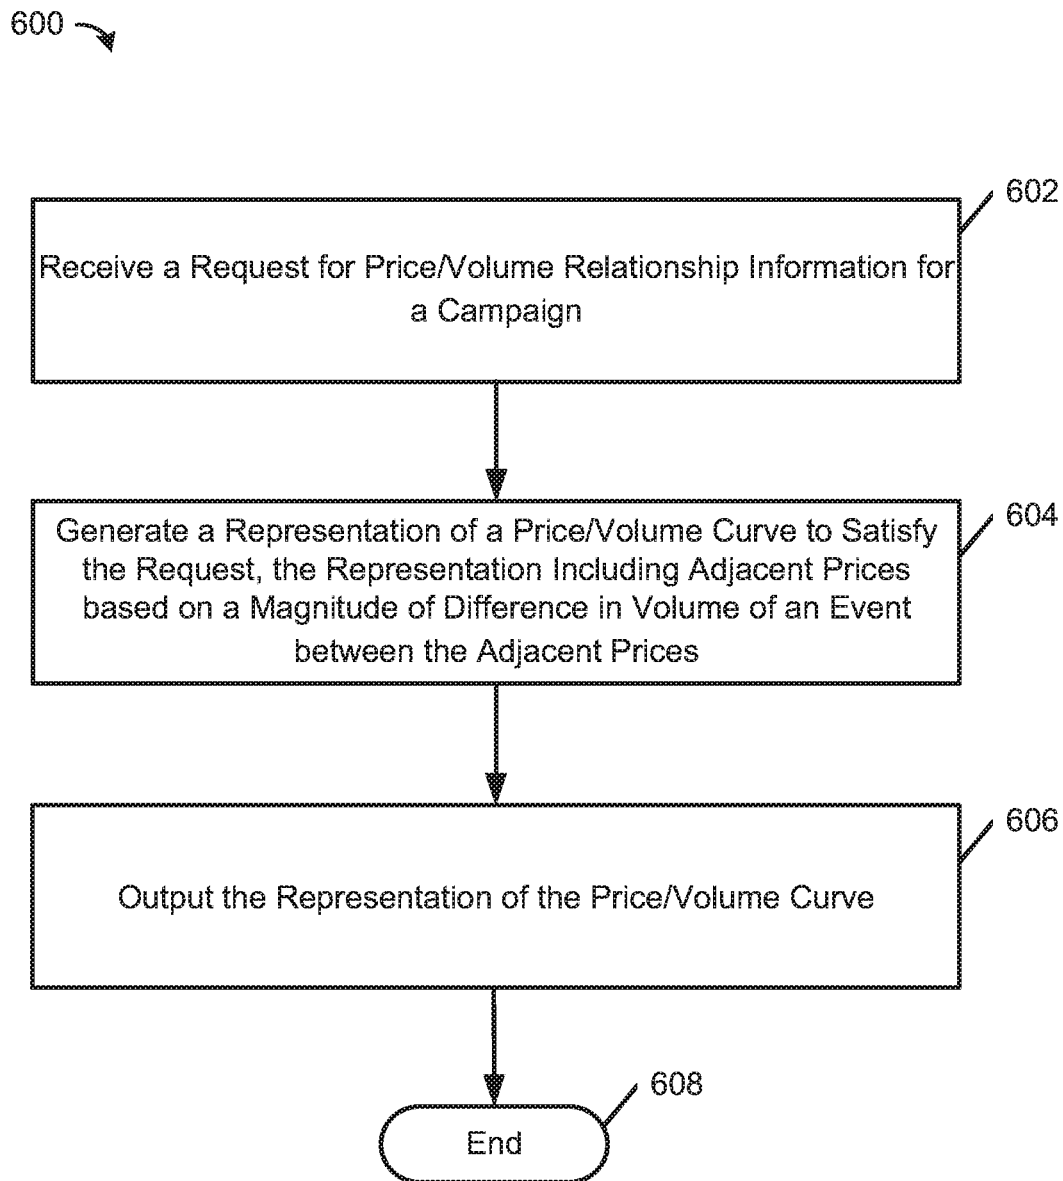 600
602
Receive a Request for Price/Volume Relationship Information for
a Campaign
604
Generate a Representation of a Price/Volume Curve to Satisfy
the Request, the Representation Including Adjacent Prices
based on a Magnitude of Difference in Volume of an Event
between the Adjacent Prices
606
Output the Representation of the Price/Volume Curve
608
End